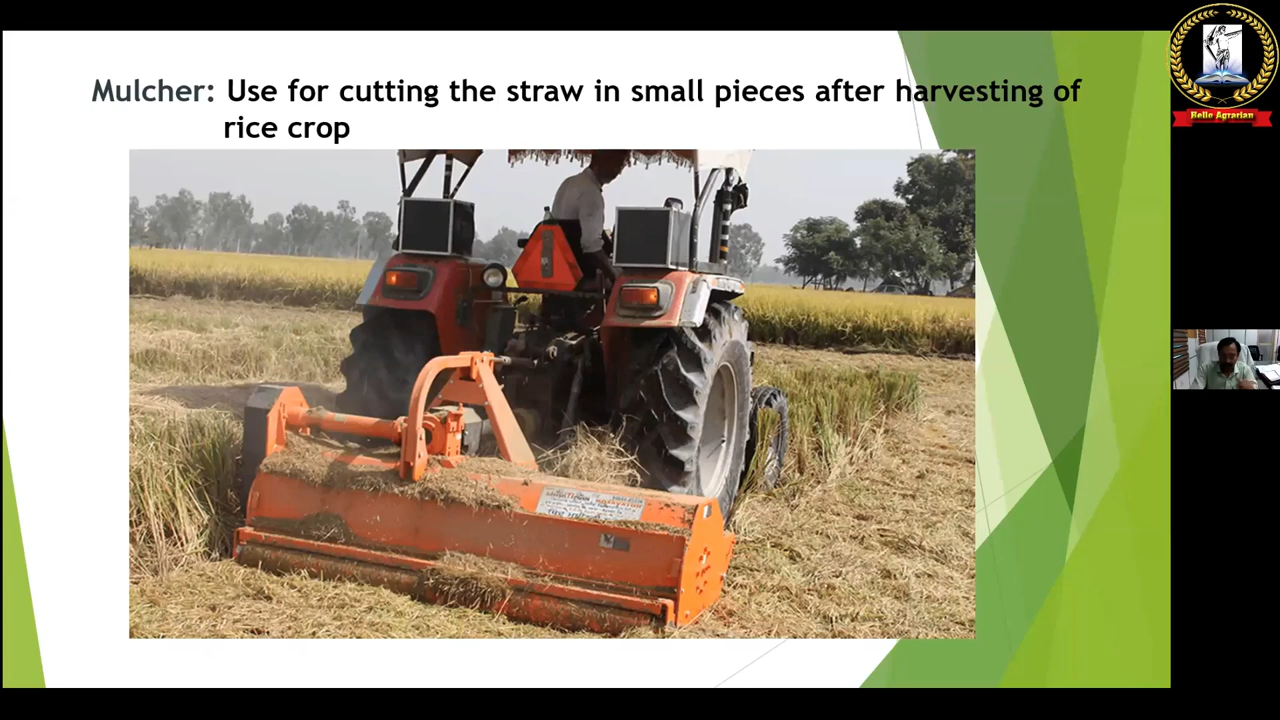 Mulcher: Use for cutting the straw in small pieces after harvesting of
rice crop
Hello Agrarian